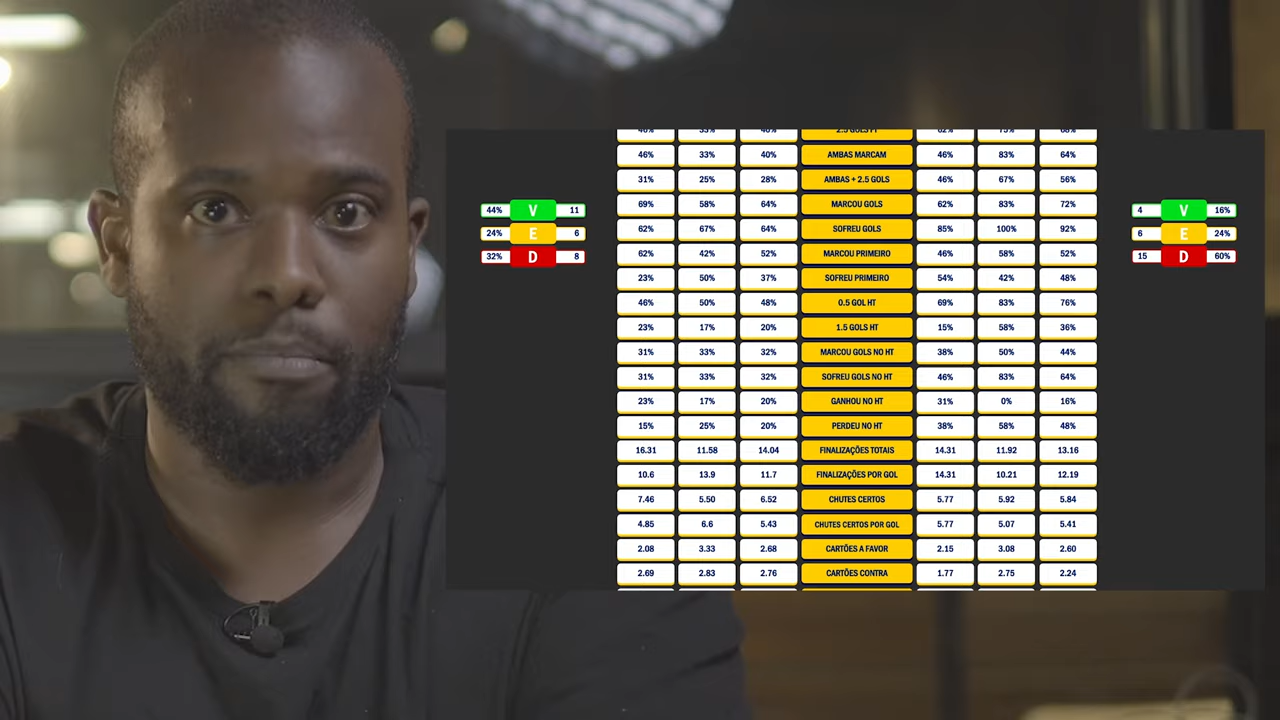 46% 33% 40% 2.5 GOLS FT 62% 75% 68%
46% 33% 40% AMBAS MARCAM 46% 83% 64%
31% 25% 28% AMBAS + 2.5 GOLS 46% 67% 56%
69% 58% 64% MARCOU GOLS 62% 83% 72%
44% V 11
4 V 16%
62% 67% 64% SOFREU GOLS 85% 100% 92%
24% E 6
6 E 24%
62% 42% 52% MARCOU PRIMEIRO 46% 58% 52%
32% D 8
15 D 60%
23% 50% 37% SOFREU PRIMEIRO 54% 42% 48%
46% 50% 48% 0.5 GOL HT 69% 83% 76%
23% 17% 20% 1.5 GOLS HT 15% 58% 36%
31% 33% 32% MARCOU GOLS NO HT 38% 50% 44%
31% 33% 32% SOFREU GOLS NO HT 46% 83% 64%
23% 17% 20% GANHOU NO HT 31% 0% 16%
15% 25% 20% PERDEU NO HT 38% 58% 48%
16.31 11.58 14.04 FINALIZAÇÕES TOTAIS 14.31 11.92 13.16
10.6 13.9 11.7 FINALIZAÇÕES POR GOL 14.31 10.21 12.19
7.46 5.50 6.52 CHUTES CERTOS 5.77 5.92 5.84
4.85 6.6 5.43 CHUTES CERTOS POR GOL 5.77 5.07 5.41
2.08 3.33 2.68 CARTÕES A FAVOR 2.15 3.08 2.60
2.69 2.83 2.76 CARTÕES CONTRA 1.77 2.75 2.24